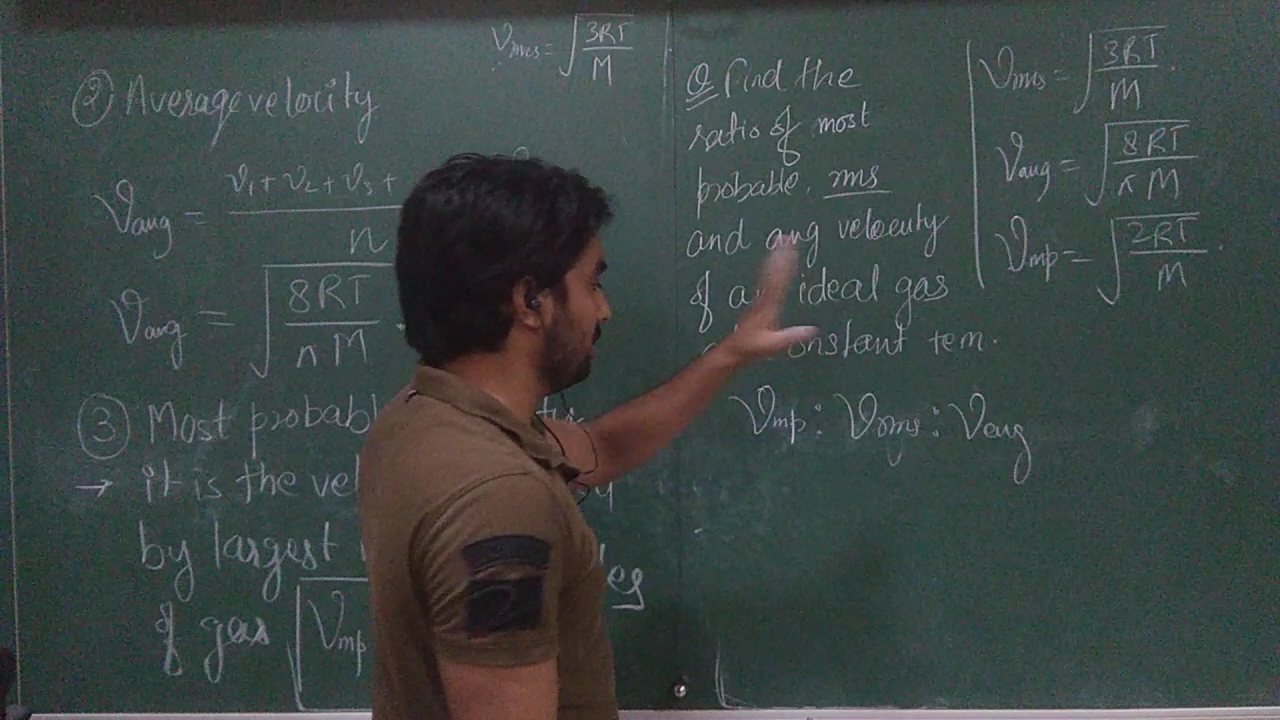 Vrms = √3RT/M
② Average velocity
Vavg = v1 + v2 + v3 + / n
Vavg = √8RT/πM
③ Most probab
→ it is the vel
by largest
of gas Vmp
es
Q Find the
ratio of most
probable, rms
and avg velocity
of a ideal gas
onstant tem.
Vmp : Vrms : Vavg
Vrms = √3RT/M
Vavg = √8RT/πM
Vmp = √2RT/M